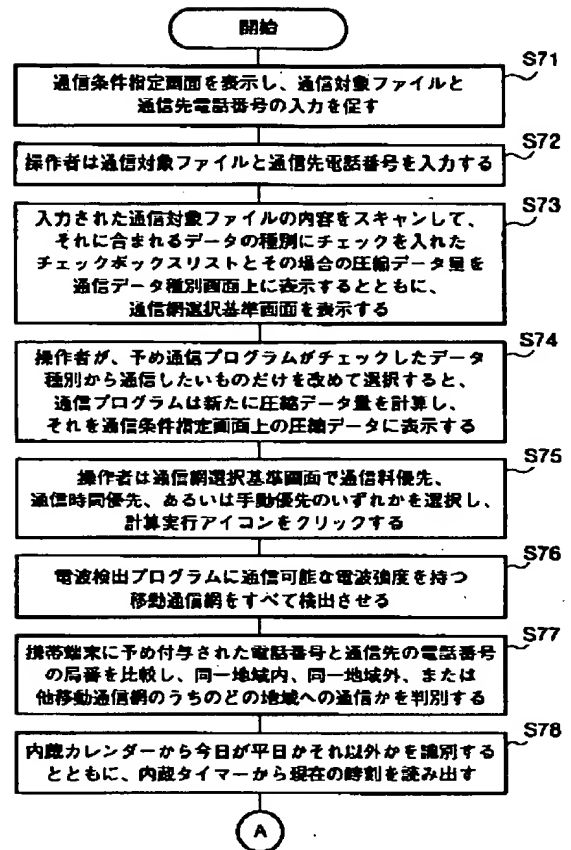 開始
S71
通信条件指定画面を表示し、通信対象ファイルと
通信先電話番号の入力を促す
S72
操作者は通信対象ファイルと通信先電話番号を入力する
S73
入力された通信対象ファイルの内容をスキャンして、
それに含まれるデータの種別にチェックを入れた
チェックボックスリストとその場合の圧縮データ量を
通信データ種別画面上に表示するとともに、
通信網選択基準画面を表示する
S74
操作者が、予め通信プログラムがチェックしたデータ
種別から通信したいものだけを改めて選択すると、
通信プログラムは新たに圧縮データ量を計算し、
それを通信条件指定画面上の圧縮データに表示する
S75
操作者は通信網選択基準画面で通信料優先、
通信時間優先、あるいは手動優先のいずれかを選択し、
計算実行アイコンをクリックする
S76
電波検出プログラムに通信可能な電波強度を持つ
移動通信網をすべて検出させる
S77
携帯端末に予め付与された電話番号と通信先の電話番号
の局番を比較し、同一地域内、同一地域外、または
他移動通信網のうちのどの地域への通信かを判別する
S78
内蔵カレンダーから今日が平日かそれ以外かを識別する
とともに、内蔵タイマーから現在の時刻を読み出す
A